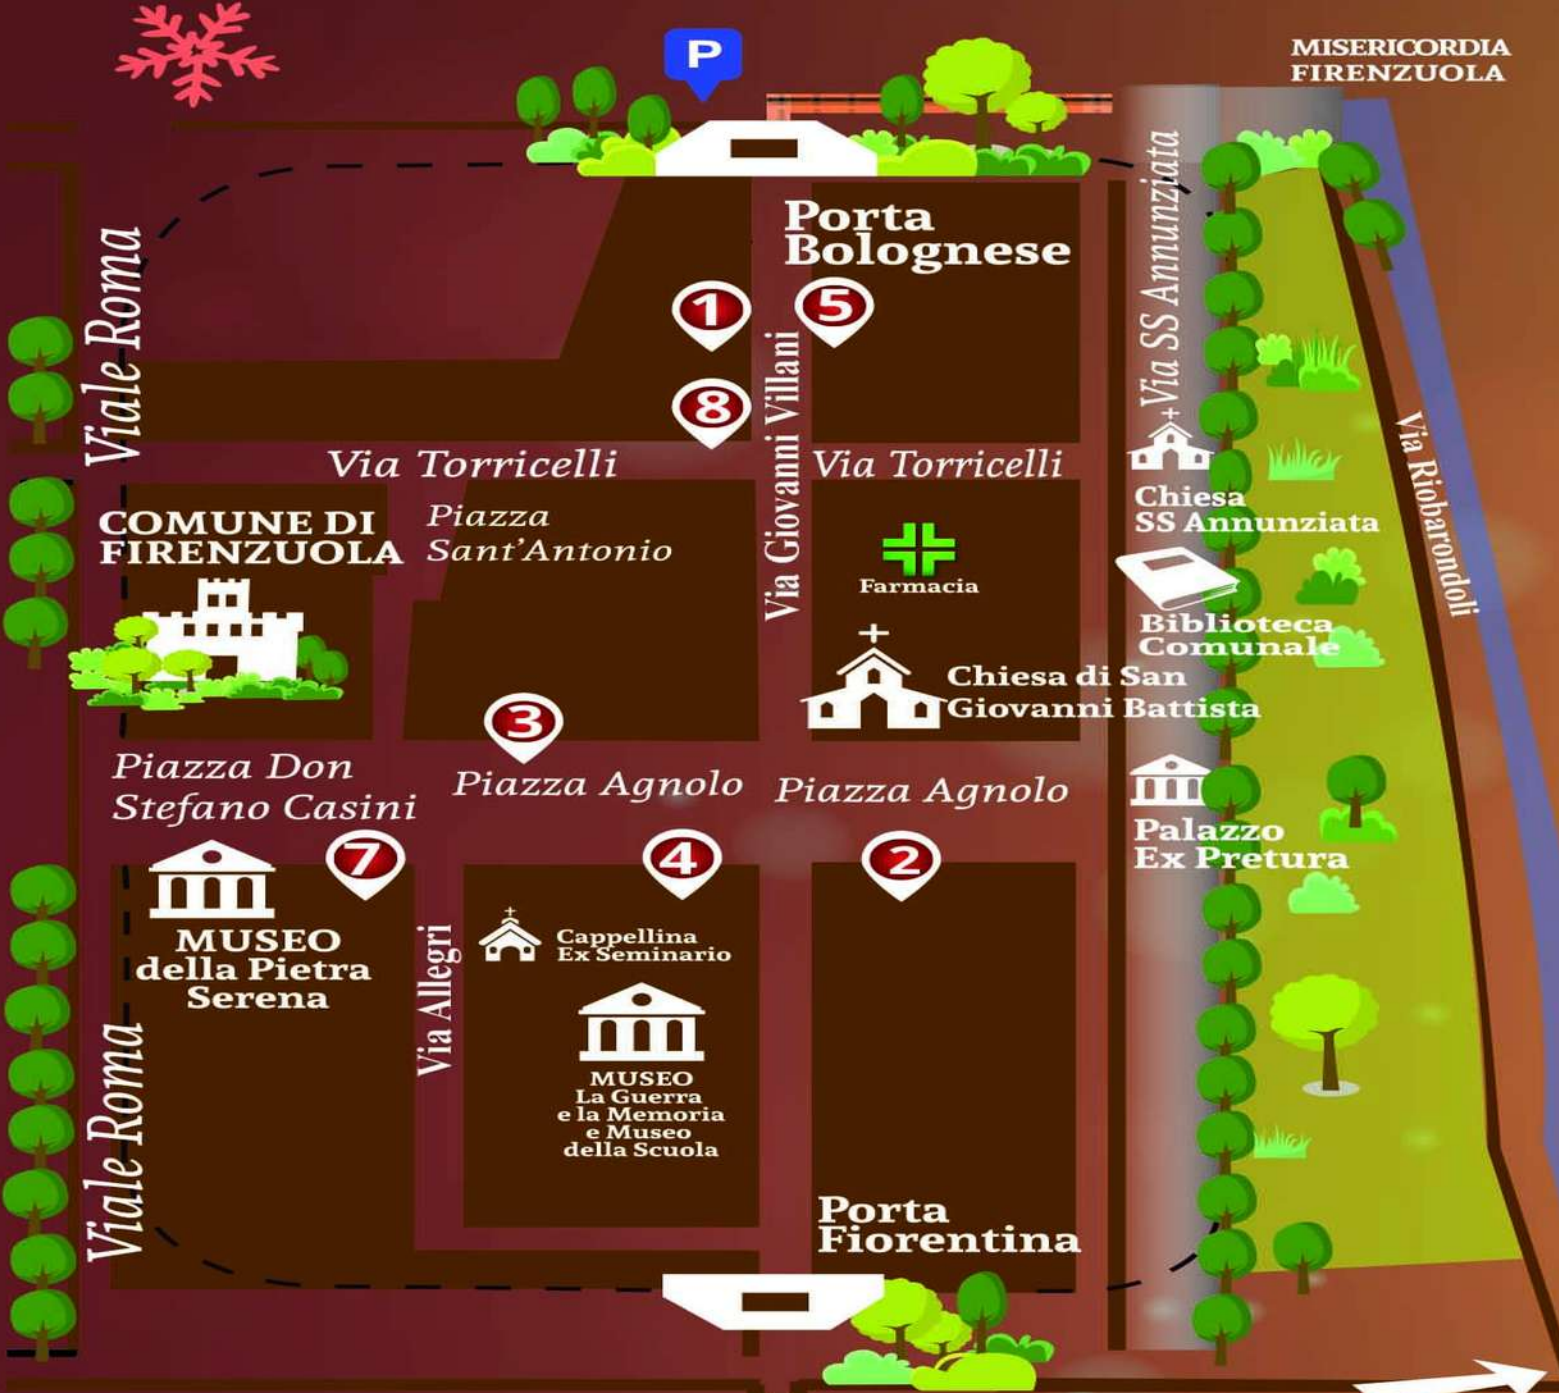 P
MISERICORDIA
FIRENZUOLA
Viale Roma
Porta
Bolognese
Via SS Annunziata
1
5
8
Via Giovanni Villani
Via Torricelli
Via Torricelli
Via Riobarondoli
COMUNE DI
FIRENZUOLA
Piazza
Sant'Antonio
Farmacia
Chiesa
SS Annunziata
Biblioteca
Comunale
Chiesa di San
Giovanni Battista
3
Piazza Don
Stefano Casini
Piazza Agnolo
Piazza Agnolo
Palazzo
Ex Pretura
7
4
2
MUSEO
della Pietra
Serena
Via Allegri
Cappellina
Ex Seminario
MUSEO
La Guerra
e la Memoria
e Museo
della Scuola
Viale Roma
Porta
Fiorentina